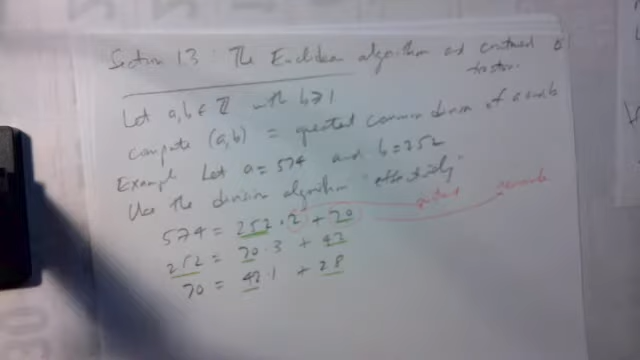 Section 13: The Euclidean algorithm and continued
fractions.
Let a, b ∈ ℤ with b ≥ 1
compute (a,b) = greatest common divisor of a and b
Example Let a = 574 and b = 252
Use the division algorithm "effectively"
quotient remainder
574 = 252 · 2 + 70
252 = 70 · 3 + 42
70 = 42 · 1 + 28